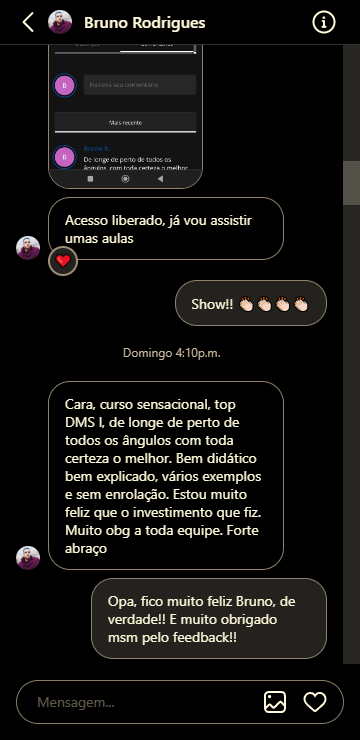 Bruno Rodrigues
B
Escreva seu comentário
Mais recente
B
Bruno R.
De longe de perto de todos os
ângulos, com toda certeza o melhor
Acesso liberado, já vou assistir
umas aulas
Show!! 👏🏻👏🏻👏🏻👏🏻
Domingo 4:10p.m.
Cara, curso sensacional, top
DMS I, de longe de perto de
todos os ângulos com toda
certeza o melhor. Bem didático
bem explicado, vários exemplos
e sem enrolação. Estou muito
feliz que o investimento que fiz.
Muito obg a toda equipe. Forte
abraço
Opa, fico muito feliz Bruno, de
verdade!! E muito obrigado
msm pelo feedback!!
Mensagem...